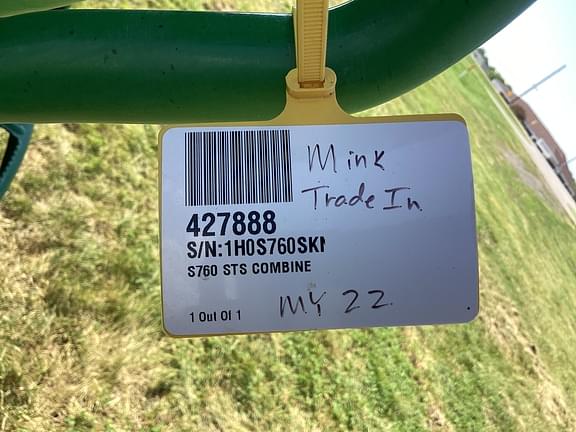 Mink
Trade In
427888
S/N:1H0S760SK
S760 STS COMBINE
MY 22
1 Out Of 1